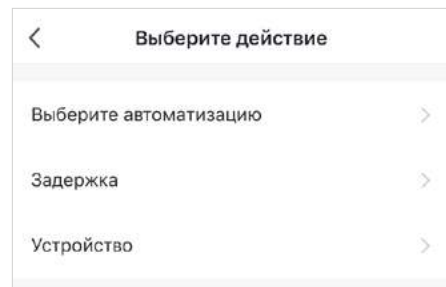 Выберите действие
Выберите автоматизацию
Задержка
Устройство